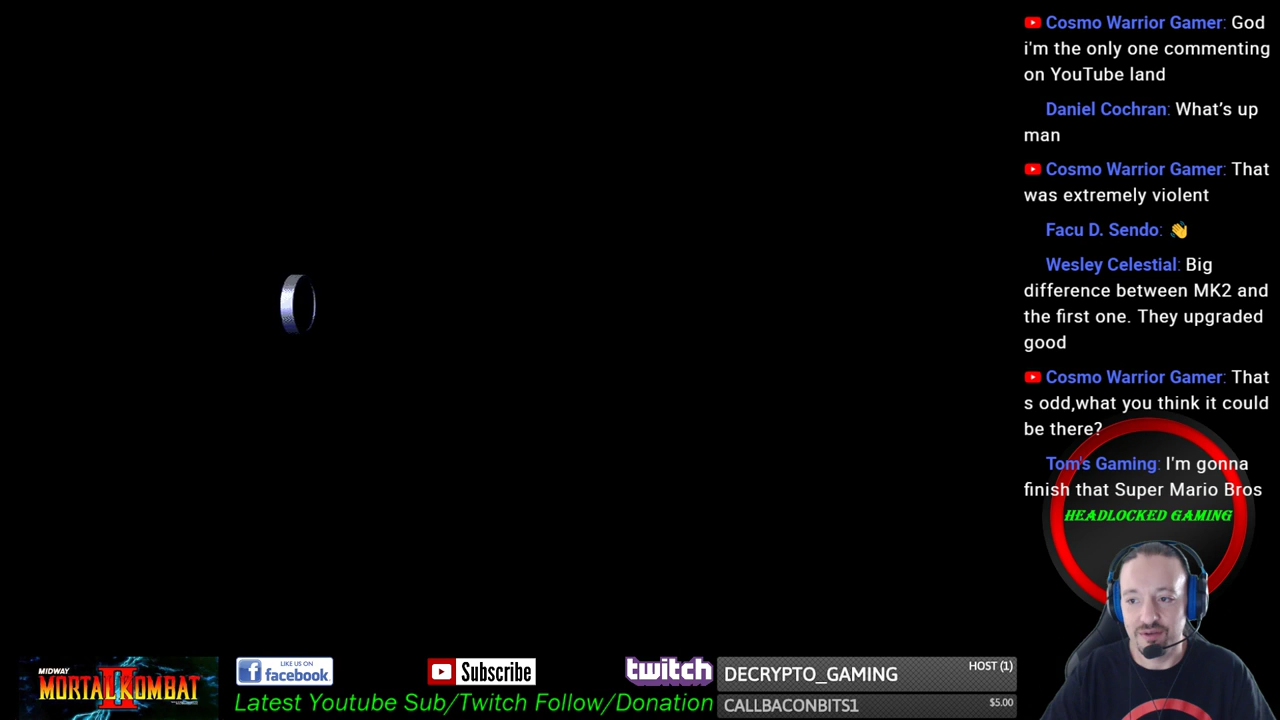 Cosmo Warrior Gamer: God
i'm the only one commenting
on YouTube land
Daniel Cochran: What's up
man
Cosmo Warrior Gamer: That
was extremely violent
Facu D. Sendo: 👋
Wesley Celestial: Big
difference between MK2 and
the first one. They upgraded
good
Cosmo Warrior Gamer: That
s odd,what you think it could
be there?
Tom's Gaming: I'm gonna
finish that Super Mario Bros
HEADLOCKED GAMING
MIDWAY
MORTAL KOMBAT
II
LIKE US ON
facebook
Subscribe
twitch
DECRYPTO_GAMING
HOST (1)
Latest Youtube Sub/Twitch Follow/Donation
CALLBACONBITS1
$5.00